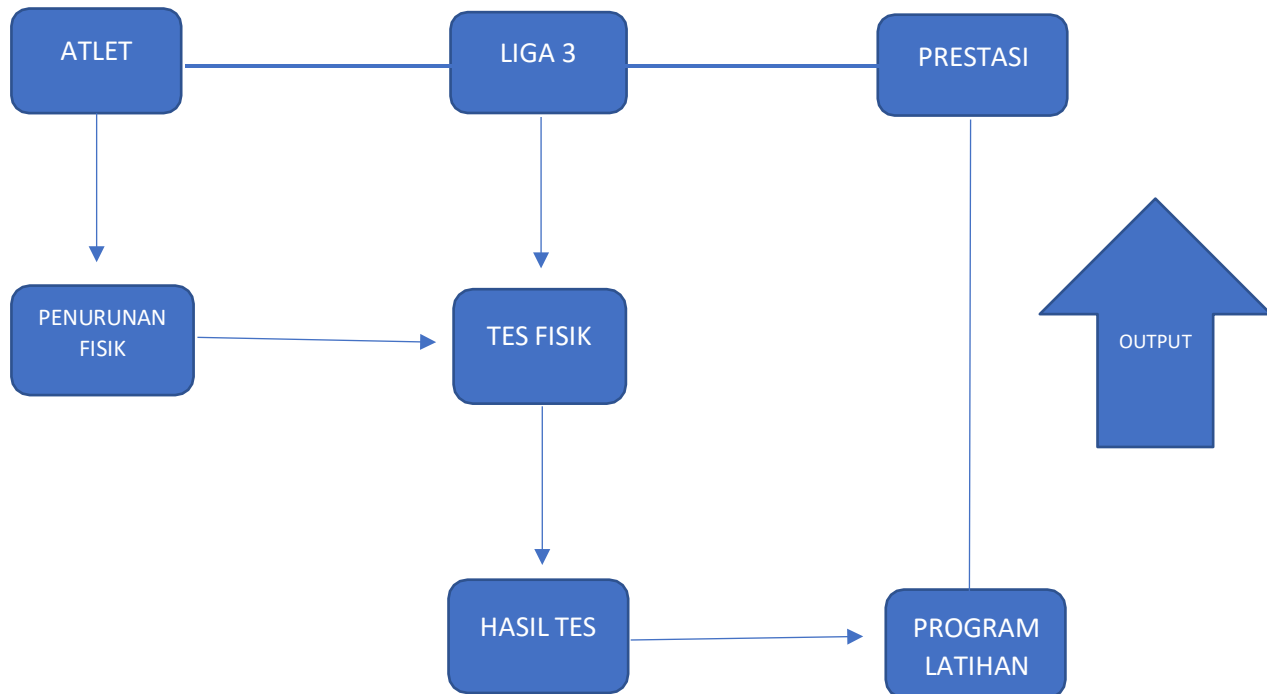 ATLET
LIGA 3
PRESTASI
PENURUNAN
FISIK
TES FISIK
OUTPUT
HASIL TES
PROGRAM
LATIHAN